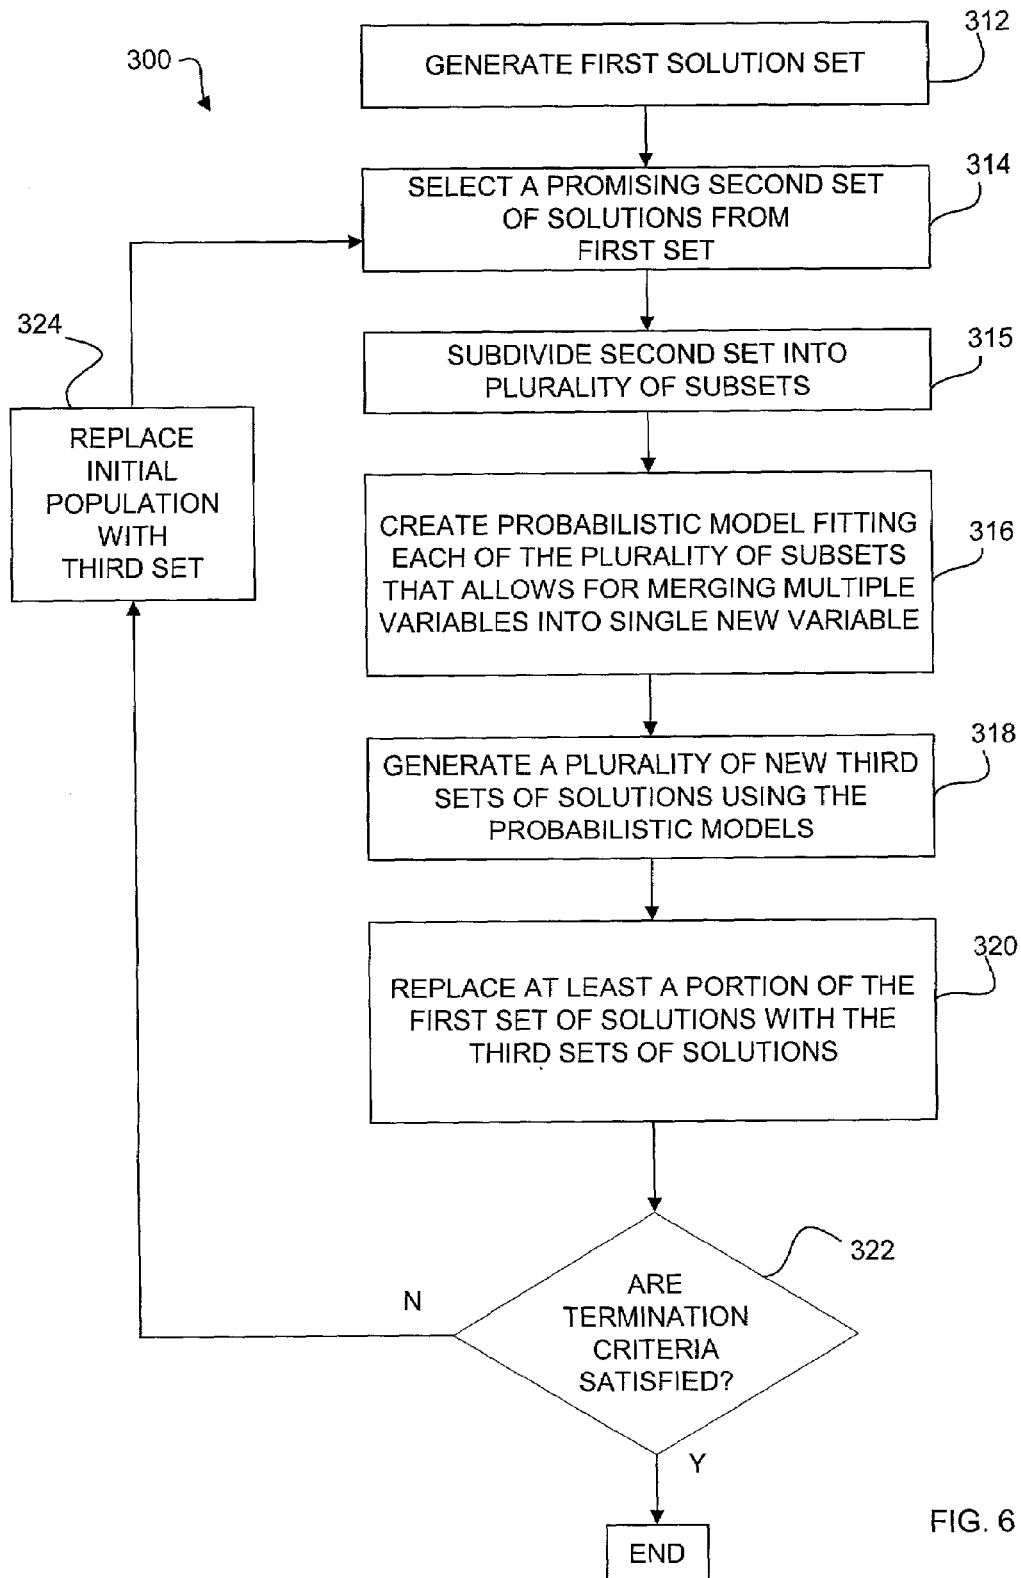 300
312
GENERATE FIRST SOLUTION SET
314
SELECT A PROMISING SECOND SET
OF SOLUTIONS FROM
FIRST SET
315
SUBDIVIDE SECOND SET INTO
PLURALITY OF SUBSETS
324
REPLACE
INITIAL
POPULATION
WITH
THIRD SET
316
CREATE PROBABILISTIC MODEL FITTING
EACH OF THE PLURALITY OF SUBSETS
THAT ALLOWS FOR MERGING MULTIPLE
VARIABLES INTO SINGLE NEW VARIABLE
318
GENERATE A PLURALITY OF NEW THIRD
SETS OF SOLUTIONS USING THE
PROBABILISTIC MODELS
320
REPLACE AT LEAST A PORTION OF THE
FIRST SET OF SOLUTIONS WITH THE
THIRD SETS OF SOLUTIONS
322
ARE
TERMINATION
CRITERIA
SATISFIED?
N
Y
END
FIG. 6